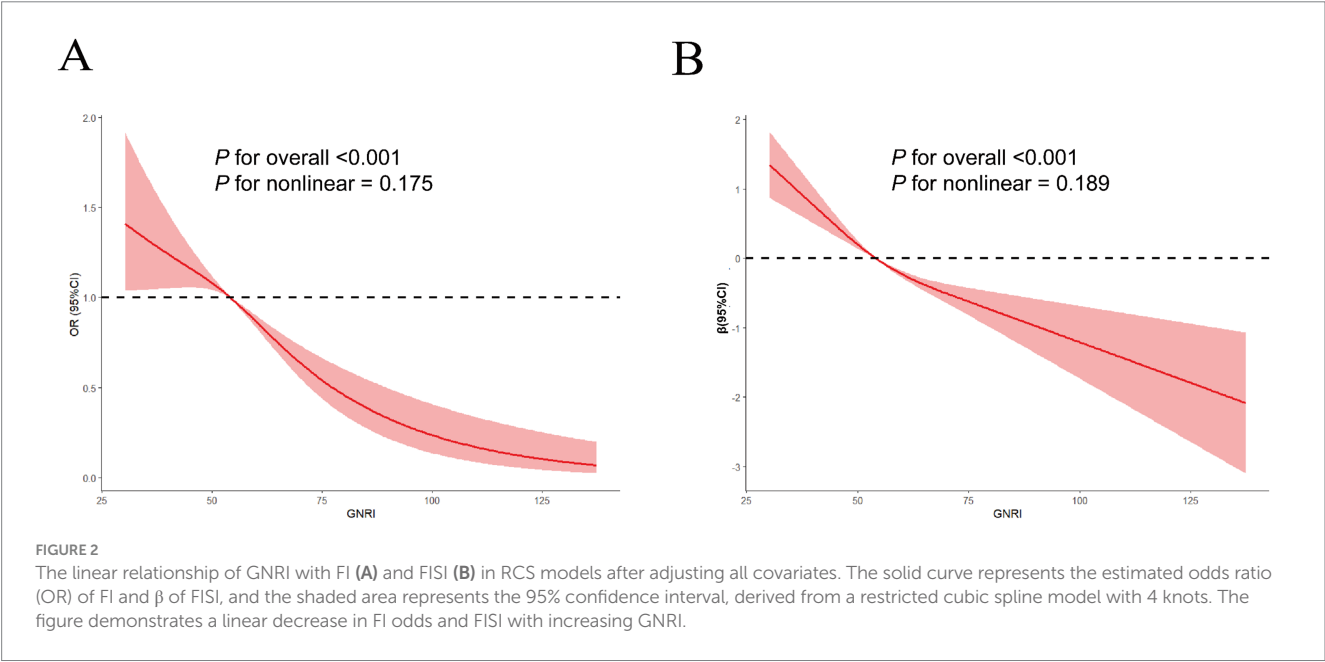 A
B
2.0
1.5
1.0
0.5
0.0
OR (95%CI)
P for overall <0.001
P for nonlinear = 0.175
25 50 75 100 125
GNRI
2
1
0
-1
-2
-3
β(95%CI)
P for overall <0.001
P for nonlinear = 0.189
25 50 75 100 125
GNRI
FIGURE 2
The linear relationship of GNRI with FI (A) and FISI (B) in RCS models after adjusting all covariates. The solid curve represents the estimated odds ratio
(OR) of FI and β of FISI, and the shaded area represents the 95% confidence interval, derived from a restricted cubic spline model with 4 knots. The
figure demonstrates a linear decrease in FI odds and FISI with increasing GNRI.